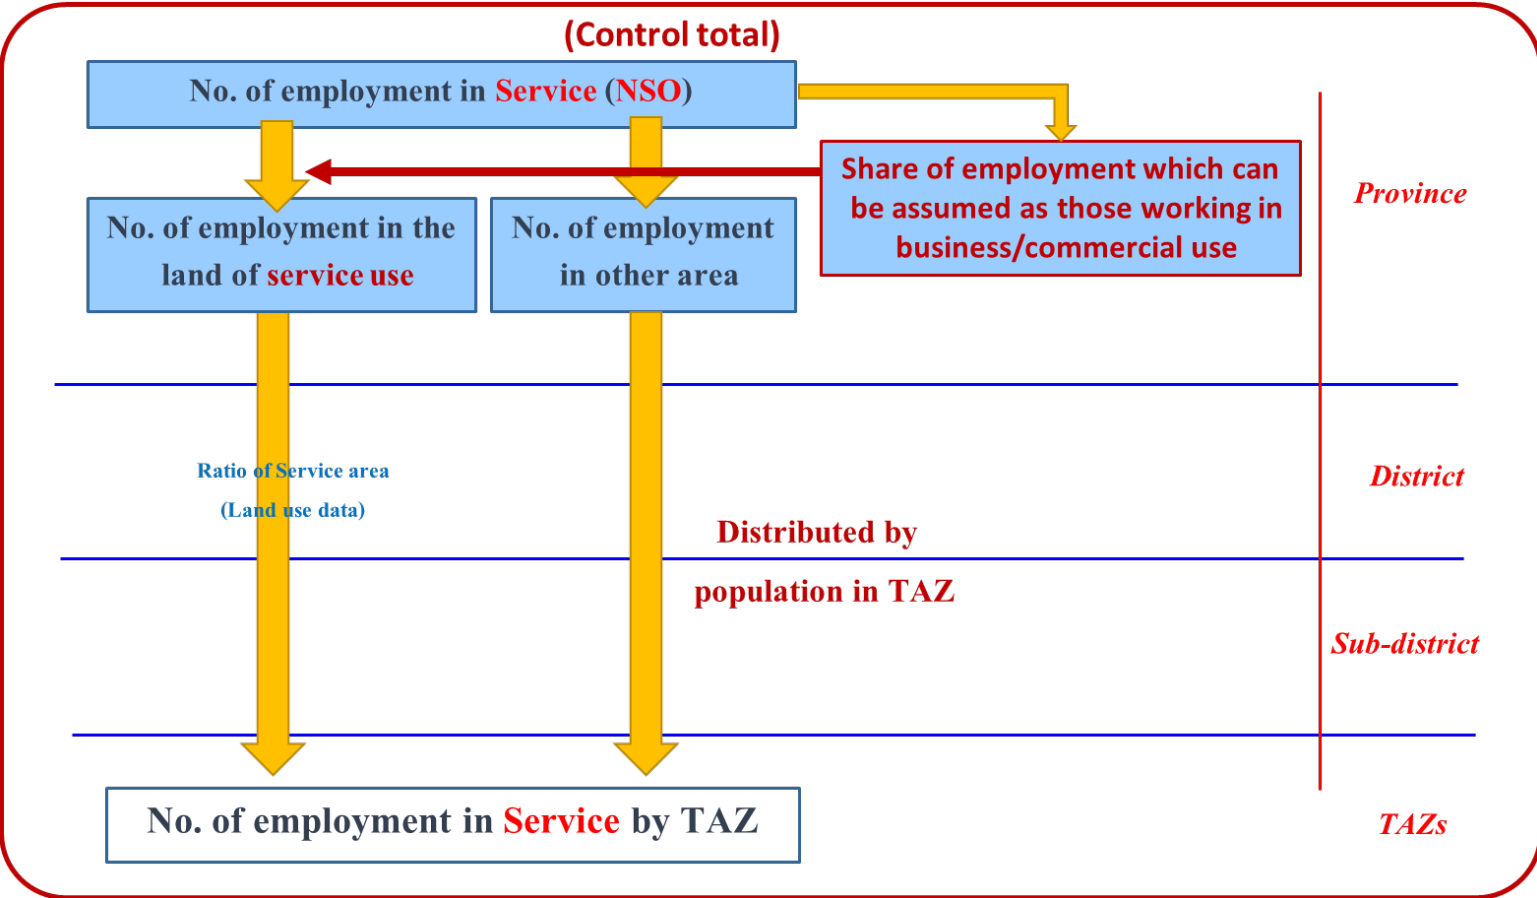 (Control total)
No. of employment in Service (NSO)
Share of employment which can
be assumed as those working in
business/commercial use
Province
No. of employment in the
land of service use
No. of employment
in other area
Ratio of Service area
(Land use data)
District
Distributed by
population in TAZ
Sub-district
No. of employment in Service by TAZ
TAZs